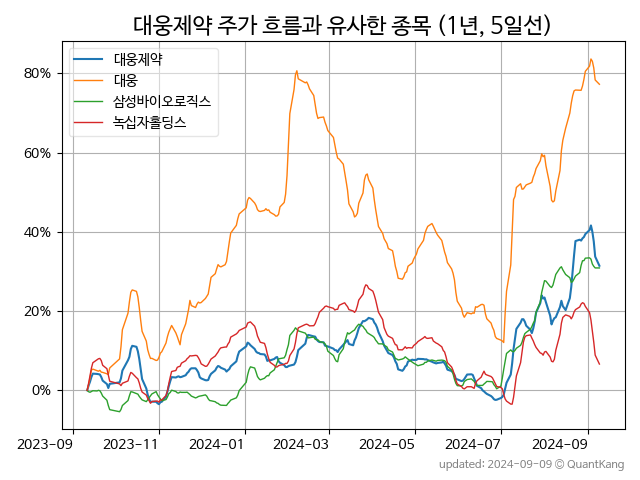 대웅제약 주가 흐름과 유사한 종목 (1년, 5일선)
대웅제약
대웅
삼성바이오로직스
녹십자홀딩스
80%
60%
40%
20%
0%
2023-09 2023-11 2024-01 2024-03 2024-05 2024-07 2024-09
updated: 2024-09-09 © QuantKang